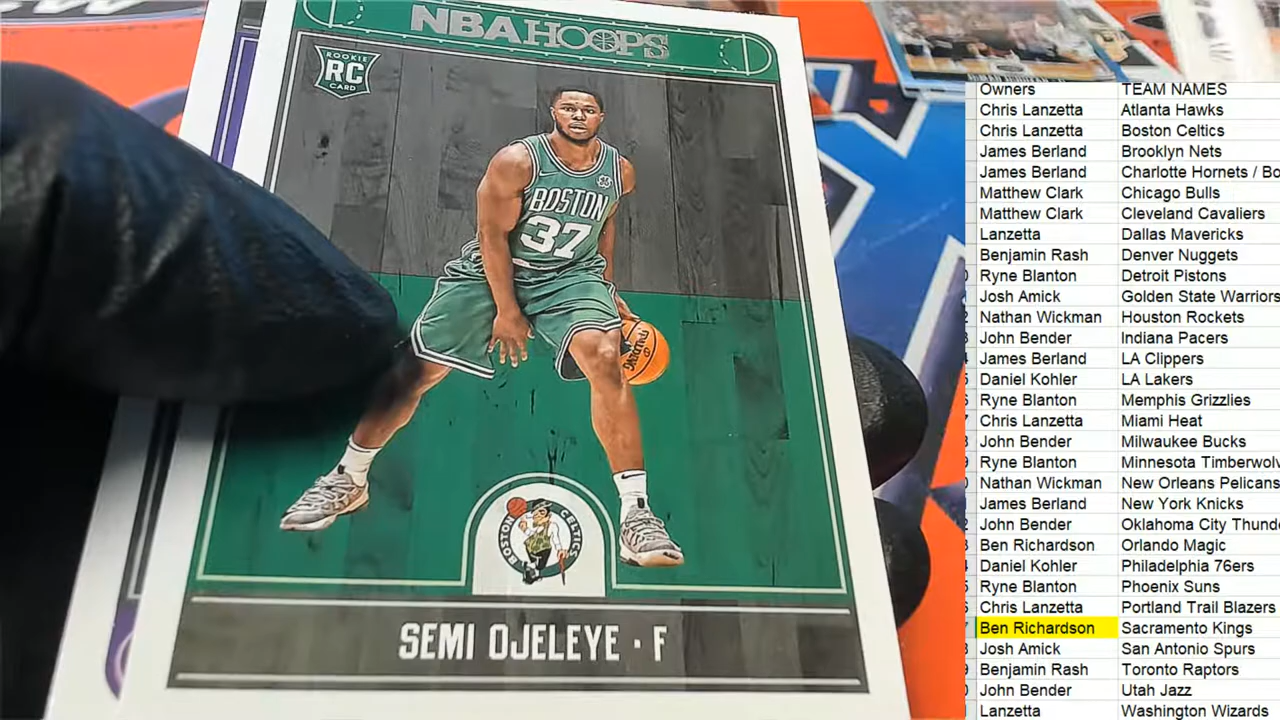 NBA HOOPS
ROOKIE
RC
CARD
BOSTON
37
SPALDING
BOSTON CELTICS
SEMI OJELEYE · F
Owners TEAM NAMES
Chris Lanzetta Atlanta Hawks
Chris Lanzetta Boston Celtics
James Berland Brooklyn Nets
James Berland Charlotte Hornets / Bo
Matthew Clark Chicago Bulls
Matthew Clark Cleveland Cavaliers
Lanzetta Dallas Mavericks
Benjamin Rash Denver Nuggets
Ryne Blanton Detroit Pistons
Josh Amick Golden State Warriors
Nathan Wickman Houston Rockets
John Bender Indiana Pacers
James Berland LA Clippers
Daniel Kohler LA Lakers
Ryne Blanton Memphis Grizzlies
Chris Lanzetta Miami Heat
John Bender Milwaukee Bucks
Ryne Blanton Minnesota Timberwolv
Nathan Wickman New Orleans Pelicans
James Berland New York Knicks
John Bender Oklahoma City Thunde
Ben Richardson Orlando Magic
Daniel Kohler Philadelphia 76ers
Ryne Blanton Phoenix Suns
Chris Lanzetta Portland Trail Blazers
Ben Richardson Sacramento Kings
Josh Amick San Antonio Spurs
Benjamin Rash Toronto Raptors
John Bender Utah Jazz
Lanzetta Washington Wizards